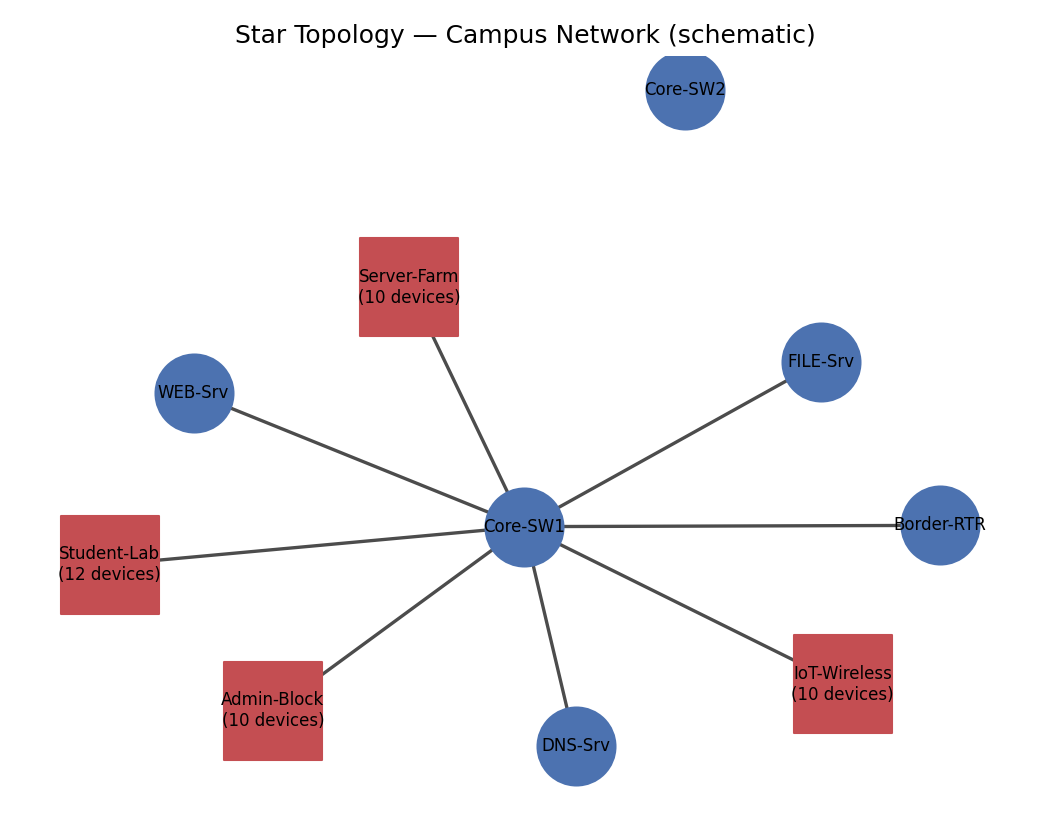 Star Topology — Campus Network (schematic)
Core-SW2
Server-Farm
(10 devices)
FILE-Srv
WEB-Srv
Core-SW1
Border-RTR
Student-Lab
(12 devices)
IoT-Wireless
(10 devices)
Admin-Block
(10 devices)
DNS-Srv